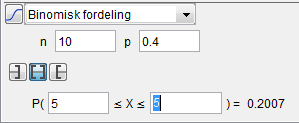 Binomisk fordeling
n 10 p 0.4
P( 5 ≤ X ≤ 5 ) = 0.2007